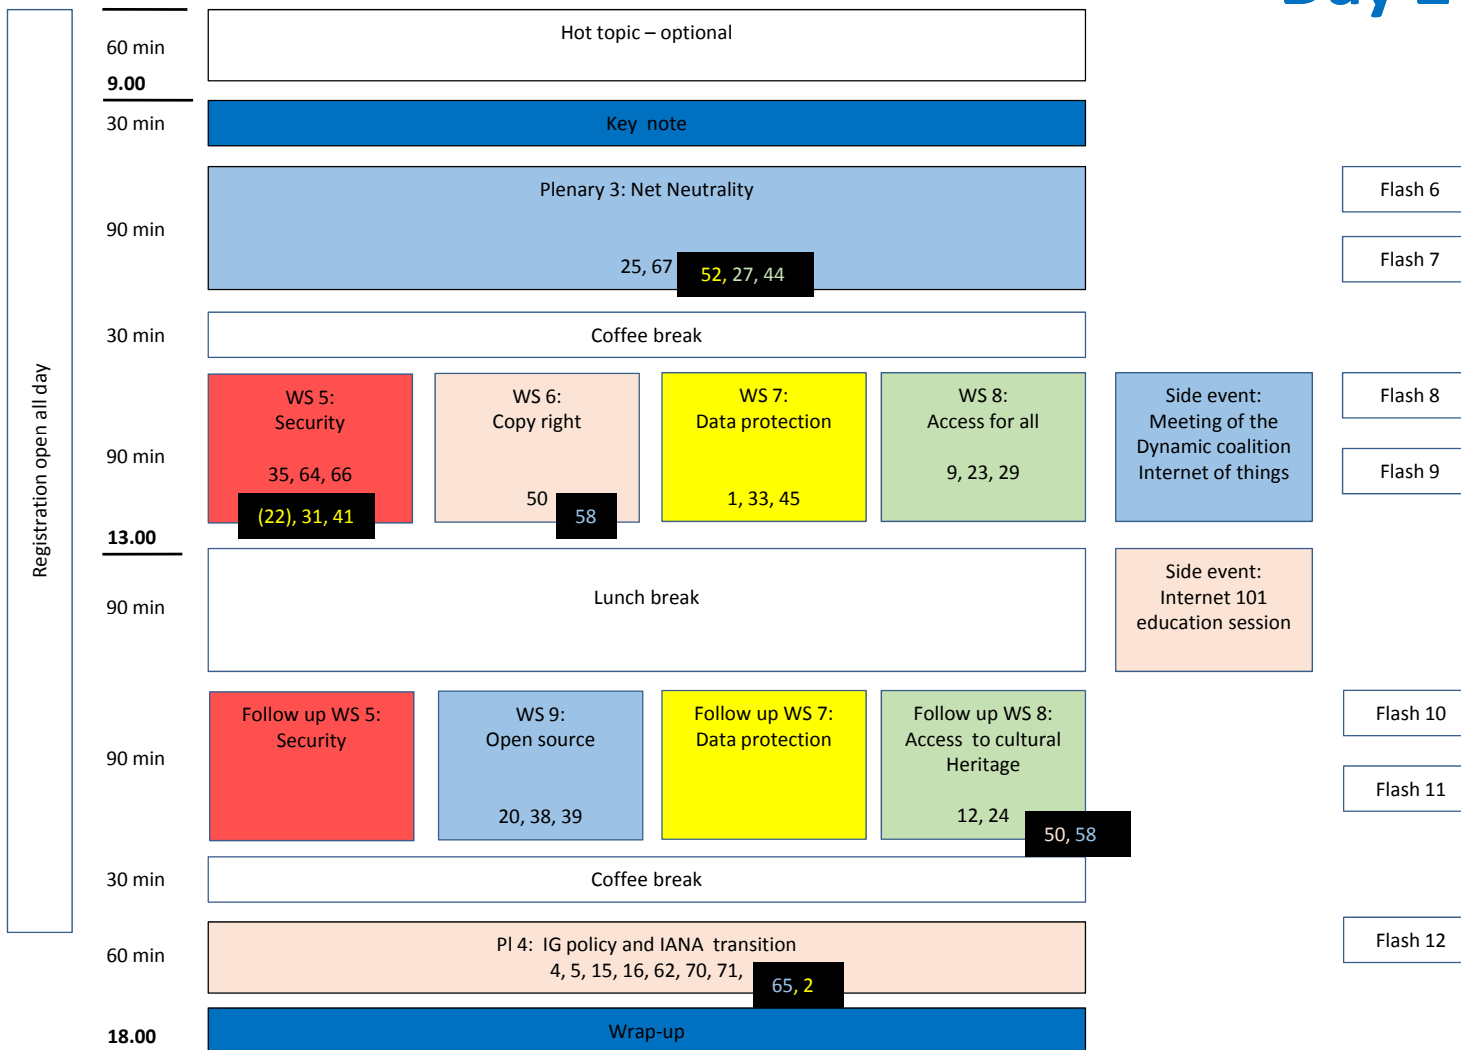 Day
60 min
Hot topic – optional
9.00
30 min
Key note
Plenary 3: Net Neutrality
90 min
25, 67
52, 27, 44
Flash 6
Flash 7
30 min
Coffee break
Registration open all day
90 min
WS 5:
Security
35, 64, 66
(22), 31, 41
WS 6:
Copy right
50
58
WS 7:
Data protection
1, 33, 45
WS 8:
Access for all
9, 23, 29
Side event:
Meeting of the
Dynamic coalition
Internet of things
Flash 8
Flash 9
13.00
90 min
Lunch break
Side event:
Internet 101
education session
90 min
Follow up WS 5:
Security
WS 9:
Open source
20, 38, 39
Follow up WS 7:
Data protection
Follow up WS 8:
Access to cultural
Heritage
12, 24
50, 58
Flash 10
Flash 11
30 min
Coffee break
60 min
Pl 4: IG policy and IANA transition
4, 5, 15, 16, 62, 70, 71,
65, 2
Flash 12
18.00
Wrap-up